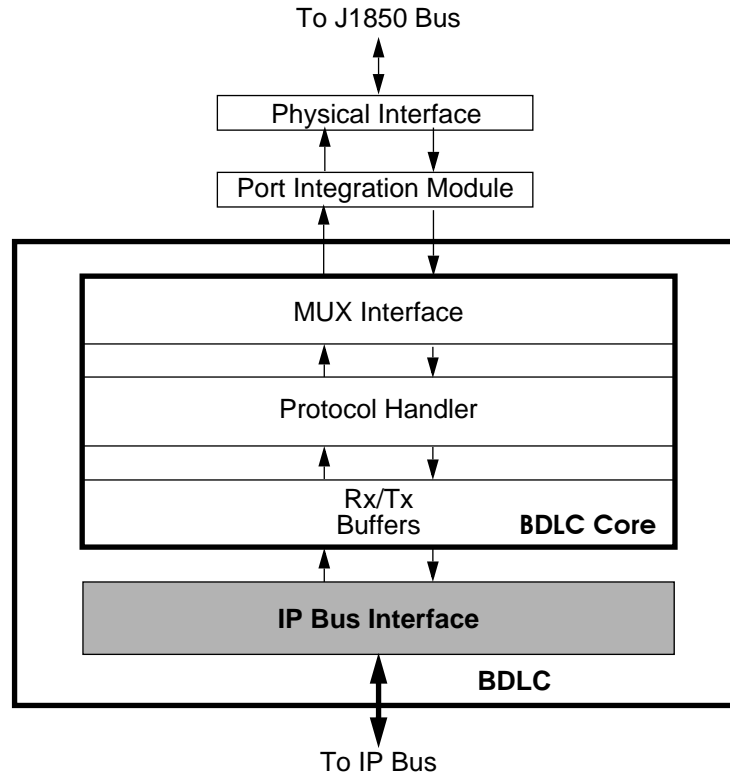 To J1850 Bus
Physical Interface
Port Integration Module
MUX Interface
Protocol Handler
Rx/Tx
Buffers
BDLC Core
IP Bus Interface
BDLC
To IP Bus